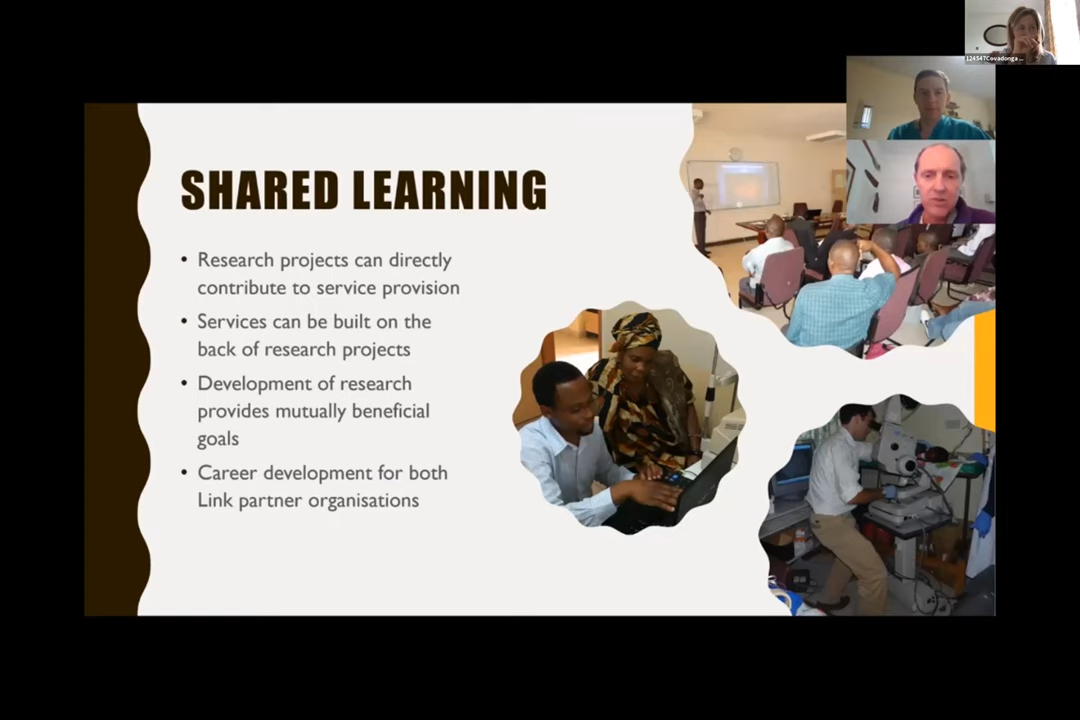 124547Covadonga ...
SHARED LEARNING
• Research projects can directly
contribute to service provision
• Services can be built on the
back of research projects
• Development of research
provides mutually beneficial
goals
• Career development for both
Link partner organisations